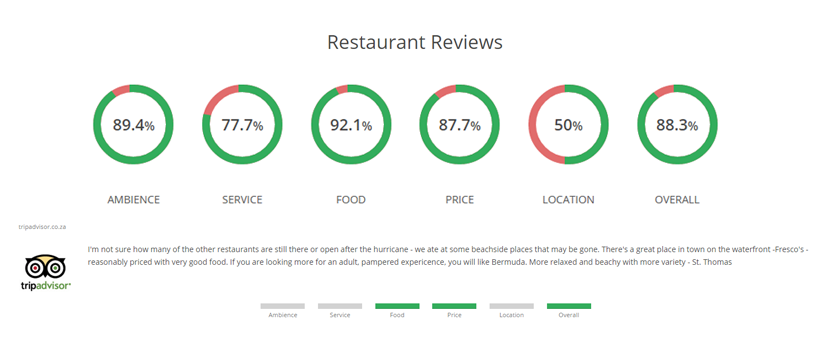 Restaurant Reviews
89.4%
77.7%
92.1%
87.7%
50%
88.3%
AMBIENCE
SERVICE
FOOD
PRICE
LOCATION
OVERALL
tripadvisor.co.za
I'm not sure how many of the other restaurants are still there or open after the hurricane - we ate at some beachside places that may be gone. There's a great place in town on the waterfront -Fresco's -
reasonably priced with very good food. If you are looking more for an adult, pampered expericence, you will like Bermuda. More relaxed and beachy with more variety - St. Thomas
tripadvisor®
Ambience
Service
Food
Price
Location
Overall